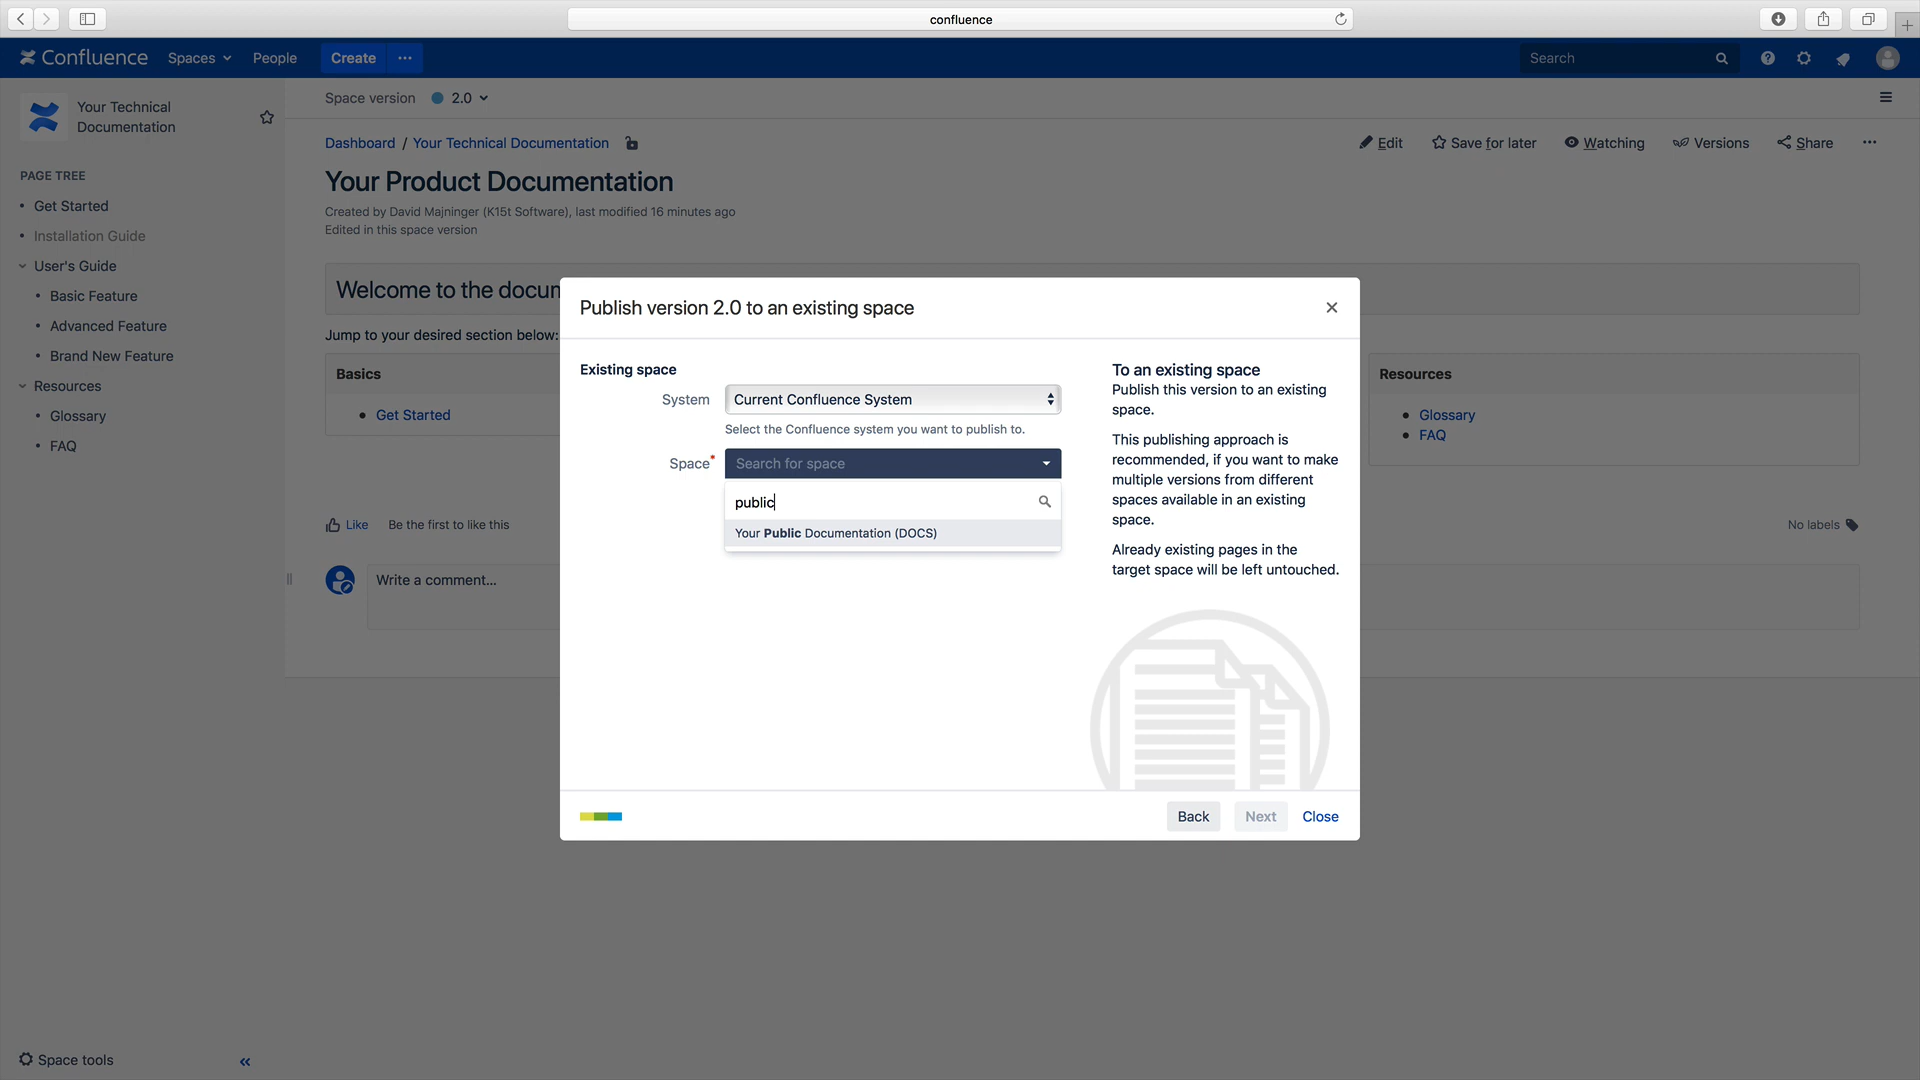 confluence
Confluence
Spaces
People
Create
Search
Your Technical
Documentation
Space version
2.0
Dashboard / Your Technical Documentation
Edit
Save for later
Watching
Versions
Share
PAGE TREE
Get Started
Installation Guide
User's Guide
Basic Feature
Advanced Feature
Brand New Feature
Resources
Glossary
FAQ
Your Product Documentation
Created by David Majninger (K15t Software), last modified 16 minutes ago
Edited in this space version
Welcome to the docum
Jump to your desired section below:
Basics
Get Started
Resources
Glossary
FAQ
Like
Be the first to like this
No labels
Write a comment...
Publish version 2.0 to an existing space
Existing space
System
Current Confluence System
Select the Confluence system you want to publish to.
Space*
Search for space
public
Your Public Documentation (DOCS)
To an existing space
Publish this version to an existing
space.
This publishing approach is
recommended, if you want to make
multiple versions from different
spaces available in an existing
space.
Already existing pages in the
target space will be left untouched.
Back
Next
Close
Space tools